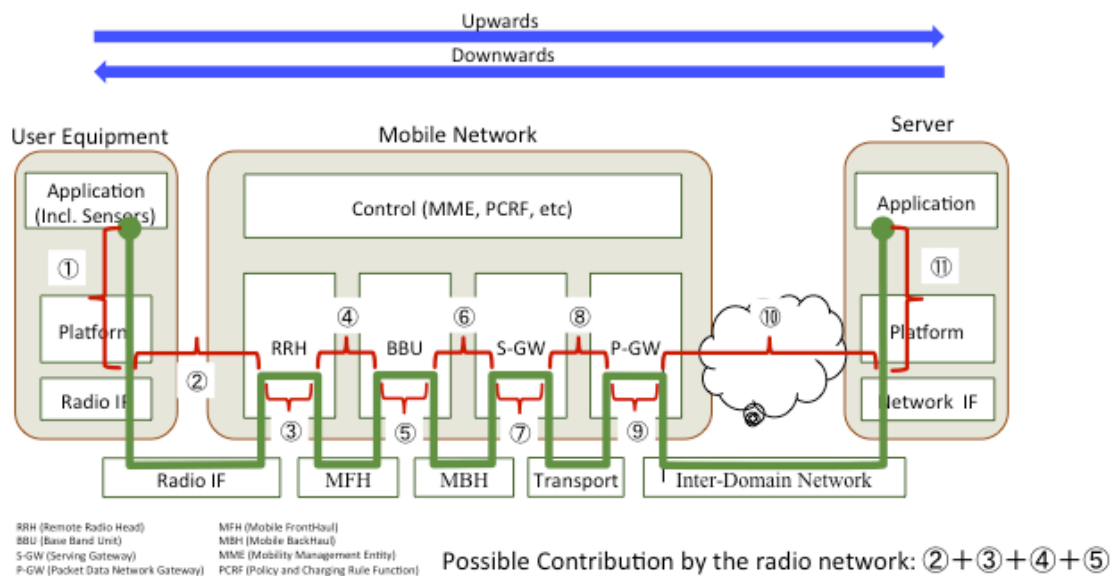 Upwards
Downwards
User Equipment
Mobile Network
Server
Application
(Incl. Sensors)
Control (MME, PCRF, etc)
Application
①
⑪
④
⑥
⑧
⑩
Platform
RRH
BBU
S-GW
P-GW
Platform
②
Radio IF
③
⑤
⑦
⑨
Network IF
Radio IF
MFH
MBH
Transport
Inter-Domain Network
RRH (Remote Radio Head)
BBU (Base Band Unit)
S-GW (Serving Gateway)
P-GW (Packet Data Network Gateway)
MFH (Mobile FrontHaul)
MBH (Mobile BackHaul)
MME (Mobility Management Entity)
PCRF (Policy and Charging Rule Function)
Possible Contribution by the radio network: ②+③+④+⑤